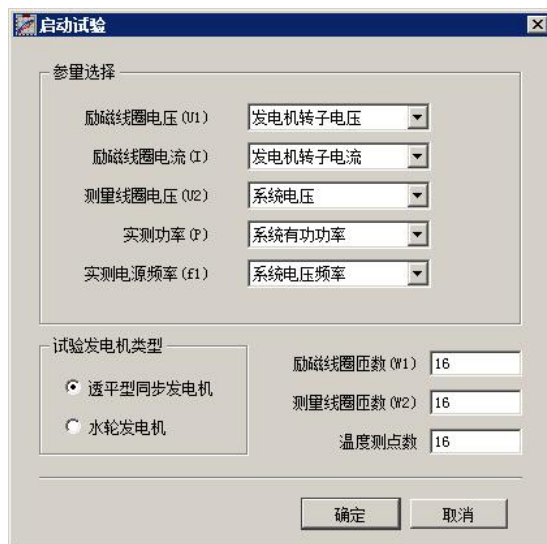 启动试验
参量选择
励磁线圈电压(U1) 发电机转子电压
励磁线圈电流(I) 发电机转子电流
测量线圈电压(U2) 系统电压
实测功率(P) 系统有功功率
实测电源频率(f1) 系统电压频率
试验发电机类型
透平型同步发电机
水轮发电机
励磁线圈匝数(W1) 16
测量线圈匝数(W2) 16
温度测点数 16
确定 取消